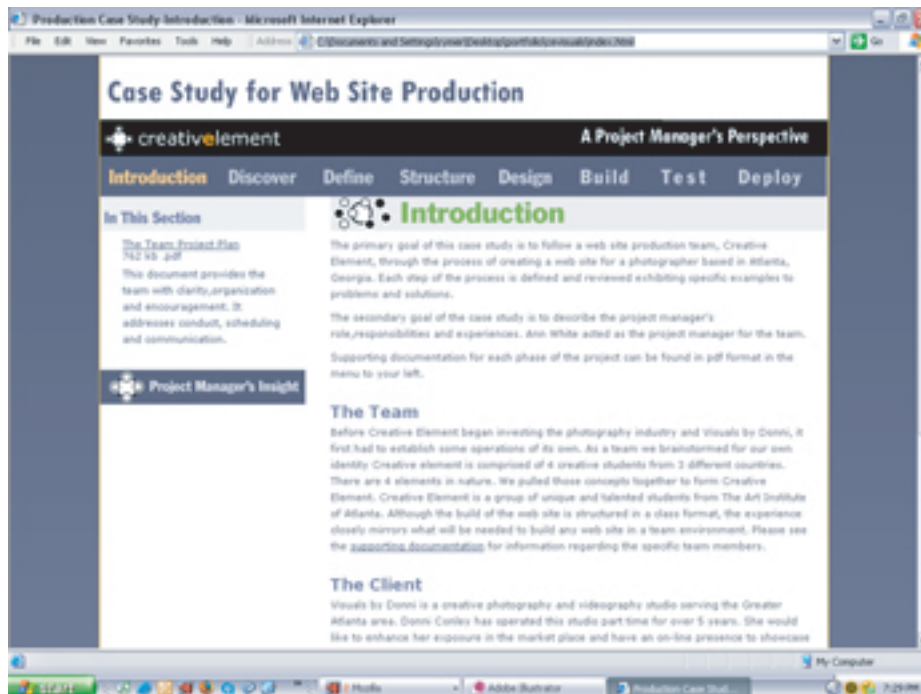 Production Case Study-Introduction - Microsoft Internet Explorer
File Edit View Favorites Tools Help Address
Go
Case Study for Web Site Production
creativelement
A Project Manager's Perspective
Introduction Discover Define Structure Design Build Test Deploy
In This Section
The Team Project Plan
762 kb .pdf
This document provides the
team with clarity,organization
and encouragement. It
addresses conduct, scheduling
and communication.
Project Manager's Insight
Introduction
The primary goal of this case study is to follow a web site production team, Creative
Element, through the process of creating a web site for a photographer based in Atlanta,
Georgia. Each step of the process is defined and reviewed exhibiting specific examples to
problems and solutions.
The secondary goal of the case study is to describe the project manager's
role,responsibilities and experiences. Ann White acted as the project manager for the team.
Supporting documentation for each phase of the project can be found in pdf format in the
menu to your left.
The Team
Before Creative Element began investing the photography industry and Visuals by Donni, it
first had to establish some operations of its own. As a team we brainstormed for our own
identity Creative element is comprised of 4 creative students from 3 different countries.
There are 4 elements in nature. We pulled those concepts together to form Creative
Element. Creative Element is a group of unique and talented students from The Art Institute
of Atlanta. Although the build of the web site is structured in a class format, the experience
closely mirrors what will be needed to build any web site in a team environment. Please see
the supporting documentation for information regarding the specific team members.
The Client
Visuals by Donni is a creative photography and videography studio serving the Greater
Atlanta area. Donni Conley has operated this studio part time for over 5 years. She would
like to enhance her exposure in the market place and have an on-line presence to showcase
My Computer
start
Adobe Illustrator
Production Case Stud...